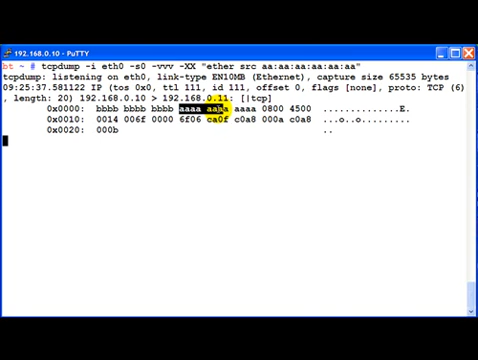 192.168.0.10 - PuTTY
bt ~ # tcpdump -i eth0 -s0 -vvv -XX "ether src aa:aa:aa:aa:aa:aa"
tcpdump: listening on eth0, link-type EN10MB (Ethernet), capture size 65535 bytes
09:25:37.581122 IP (tos 0x0, ttl 111, id 111, offset 0, flags [none], proto: TCP (6)
, length: 20) 192.168.0.10 > 192.168.0.11: [|tcp]
0x0000: bbbb bbbb bbbb aaaa aaaa aaaa 0800 4500 ..............E.
0x0010: 0014 006f 0000 6f06 ca0f c0a8 000a c0a8 ...o..o.........
0x0020: 000b ..